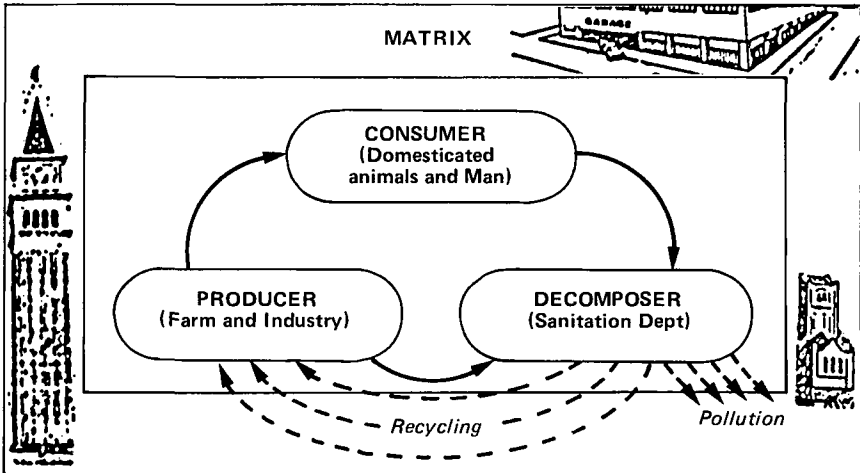 MATRIX
GARAGE
CONSUMER
(Domesticated
animals and Man)
PRODUCER
(Farm and Industry)
DECOMPOSER
(Sanitation Dept)
Recycling
Pollution